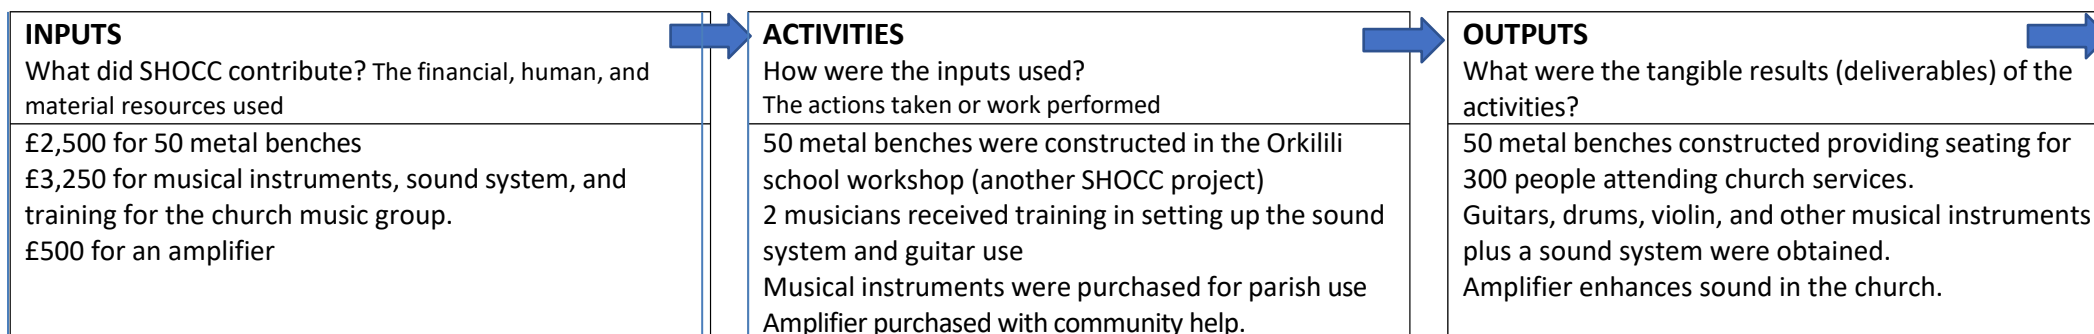 INPUTS
What did SHOCC contribute? The financial, human, and
material resources used
£2,500 for 50 metal benches
£3,250 for musical instruments, sound system, and
training for the church music group.
£500 for an amplifier
ACTIVITIES
How were the inputs used?
The actions taken or work performed
50 metal benches were constructed in the Orkilili
school workshop (another SHOCC project)
2 musicians received training in setting up the sound
system and guitar use
Musical instruments were purchased for parish use
Amplifier purchased with community help.
OUTPUTS
What were the tangible results (deliverables) of the
activities?
50 metal benches constructed providing seating for
300 people attending church services.
Guitars, drums, violin, and other musical instruments
plus a sound system were obtained.
Amplifier enhances sound in the church.